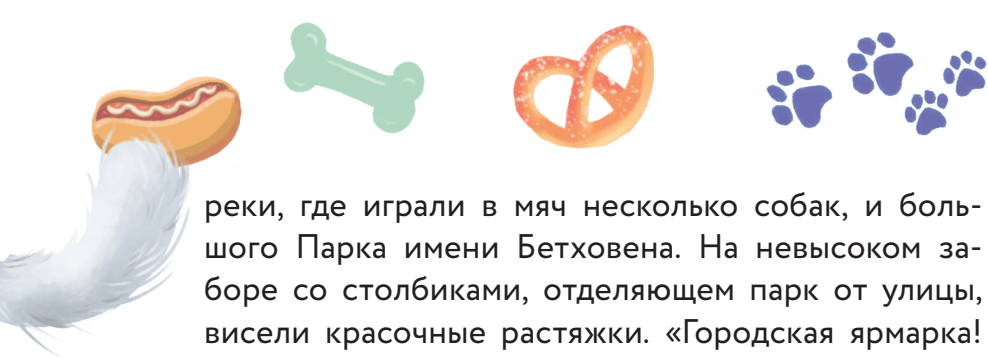 реки, где играли в мяч несколько собак, и боль-
шого Парка имени Бетховена. На невысоком за-
боре со столбиками, отделяющем парк от улицы,
висели красочные растяжки. «Городская ярмарка!